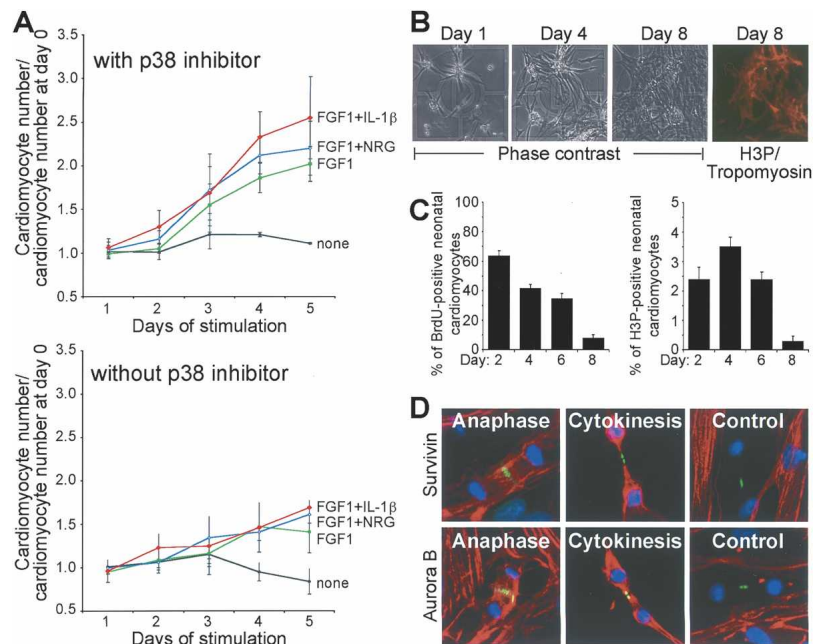 A
Cardiomyocyte number/
cardiomyocyte number at day 0
with p38 inhibitor
3.5
3.0
2.5
2.0
1.5
1.0
0.5
FGF1+IL-1β
FGF1+NRG
FGF1
none
1 2 3 4 5
Days of stimulation
Cardiomyocyte number/
cardiomyocyte number at day 0
without p38 inhibitor
3.5
3.0
2.5
2.0
1.5
1.0
0.5
FGF1+IL-1β
FGF1+NRG
FGF1
none
1 2 3 4 5
Days of stimulation
B
Day 1 Day 4 Day 8 Day 8
Phase contrast
H3P/
Tropomyosin
C
% of BrdU-positive neonatal
cardiomyocytes
100
80
60
40
20
0
Day: 2 4 6 8
% of H3P-positive neonatal
cardiomyocytes
5
4
3
2
1
0
Day: 2 4 6 8
D
Survivin
Anaphase Cytokinesis Control
Aurora B
Anaphase Cytokinesis Control